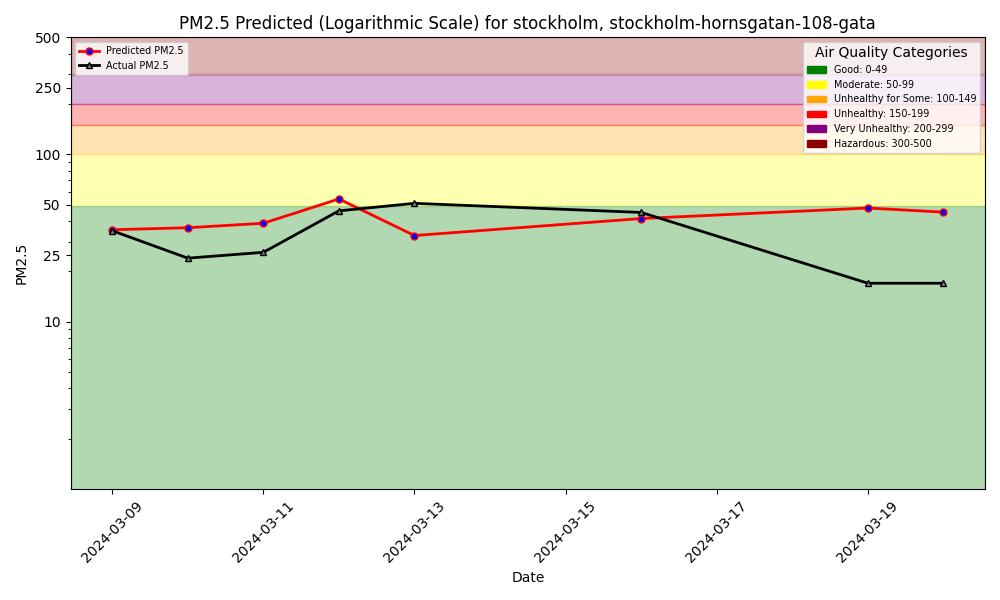 PM2.5 Predicted (Logarithmic Scale) for stockholm, stockholm-hornsgatan-108-gata
Predicted PM2.5
Actual PM2.5
Air Quality Categories
Good: 0-49
Moderate: 50-99
Unhealthy for Some: 100-149
Unhealthy: 150-199
Very Unhealthy: 200-299
Hazardous: 300-500
500
250
100
50
25
10
PM2.5
2024-03-09
2024-03-11
2024-03-13
2024-03-15
2024-03-17
2024-03-19
Date